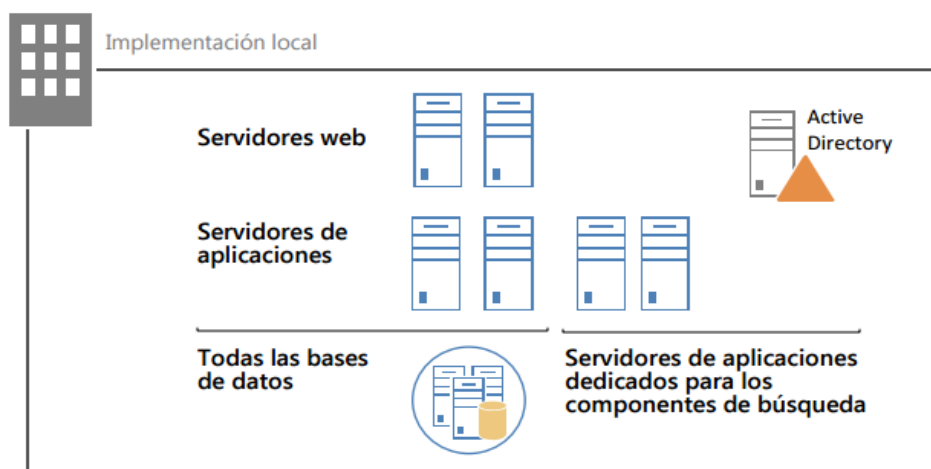 Implementación local
Servidores web
Active
Directory
Servidores de
aplicaciones
Todas las bases
de datos
Servidores de aplicaciones
dedicados para los
componentes de búsqueda